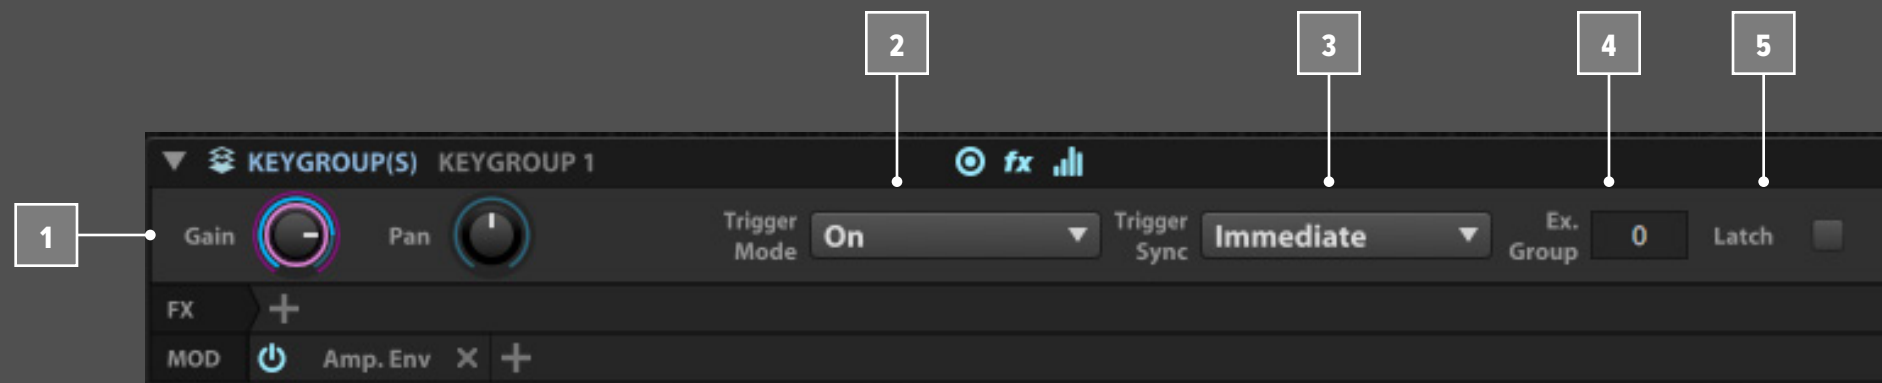 2
3
4
5
KEYGROUP(S) KEYGROUP 1 fx
1
Gain
Pan
Trigger
Mode
On
Trigger
Sync
Immediate
Ex.
Group
0
Latch
FX
MOD Amp. Env